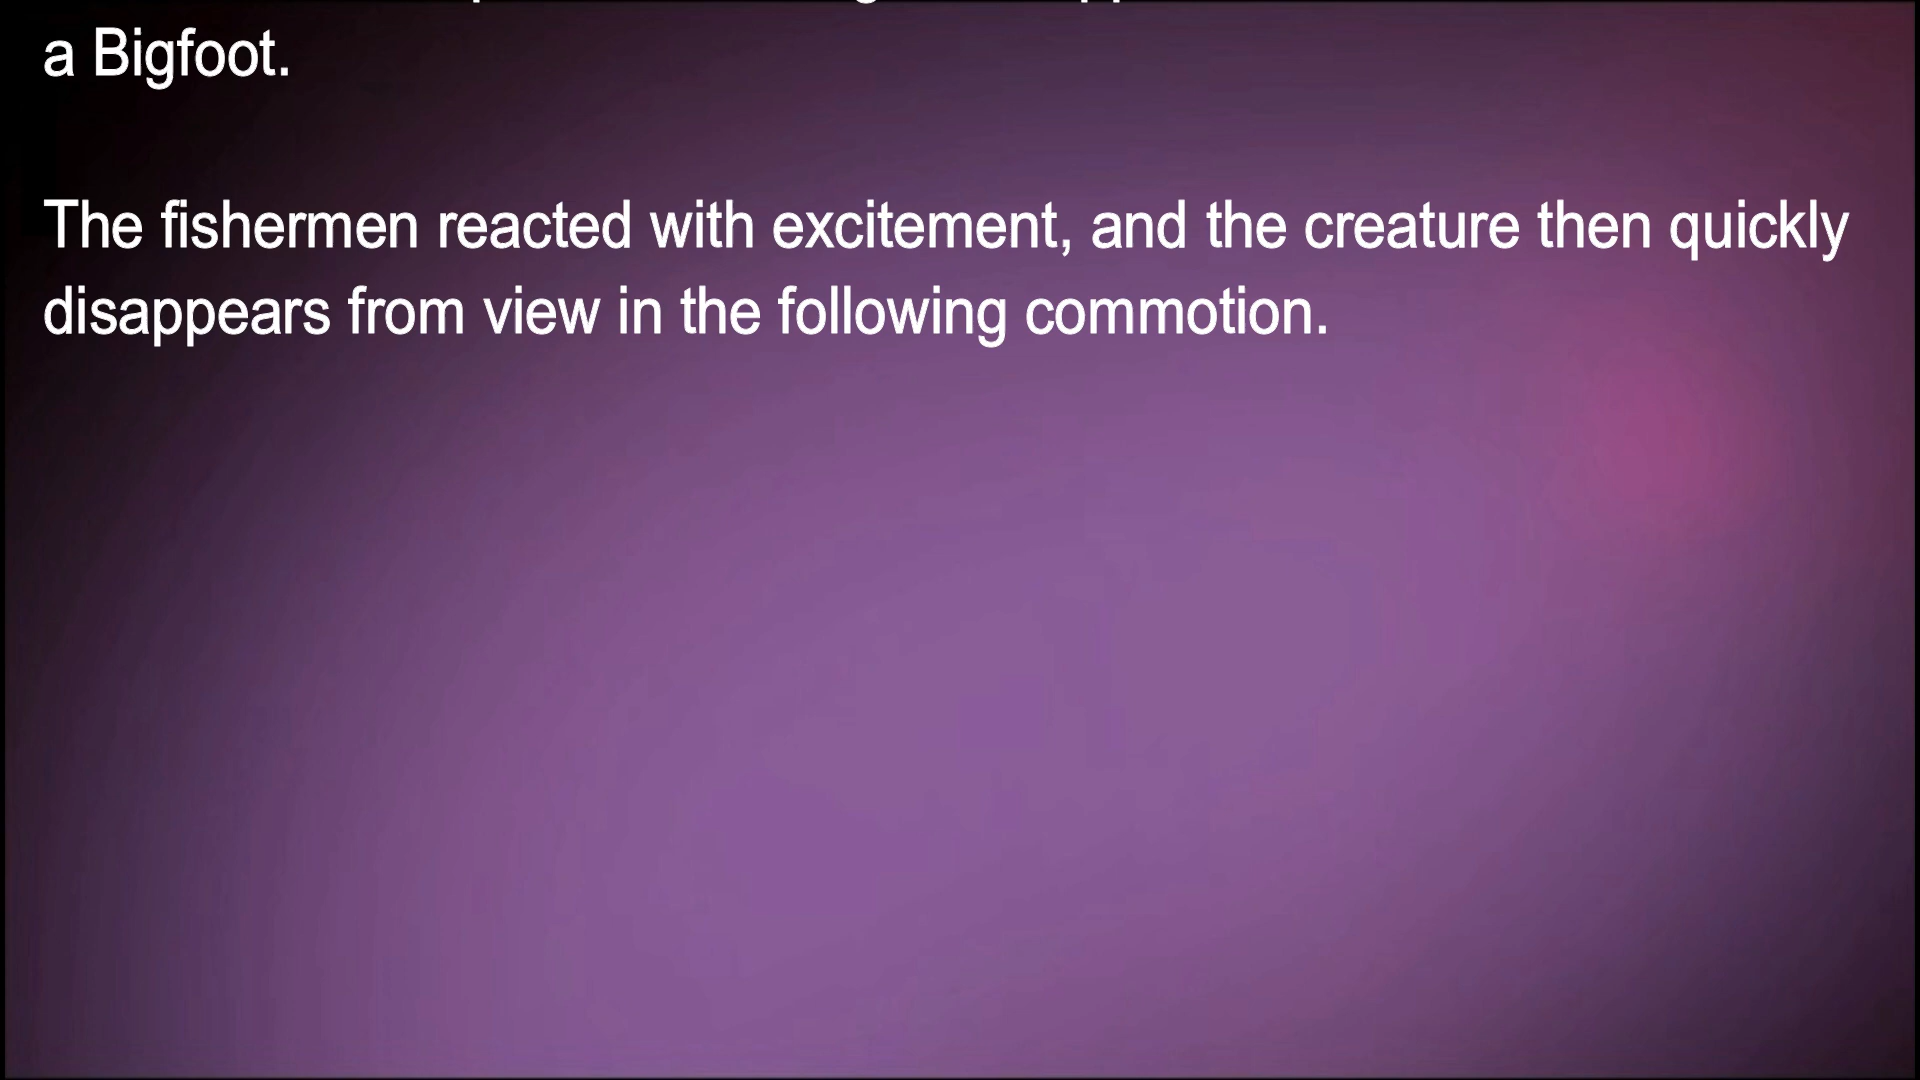 a Bigfoot.
The fishermen reacted with excitement, and the creature then quickly
disappears from view in the following commotion.